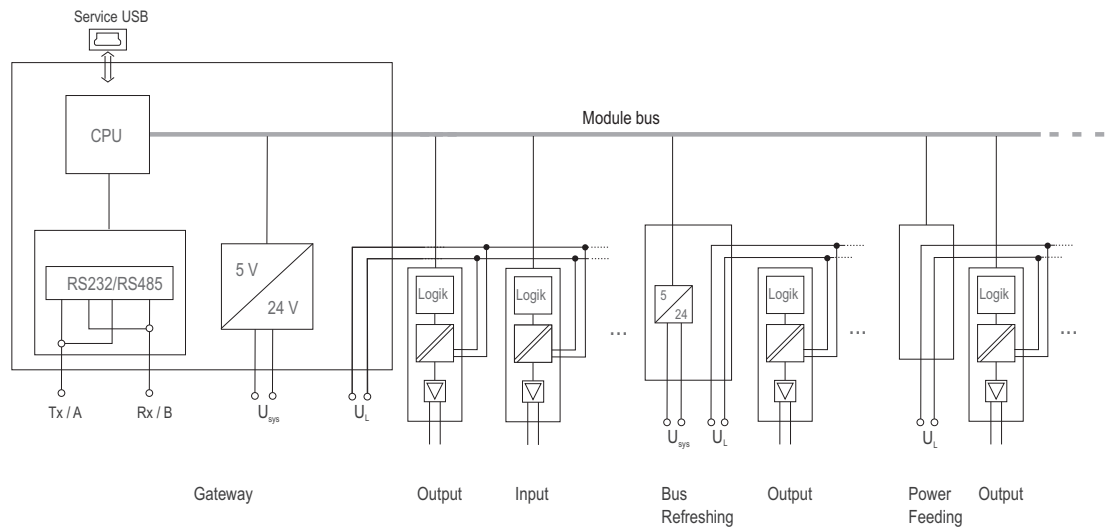 Service USB
CPU
Module bus
RS232/RS485
5 V
24 V
Logik
Logik
5
24
Logik
Logik
...
...
...
Tx / A
Rx / B
Usys
UL
Usys
UL
UL
Gateway
Output
Input
Bus
Refreshing
Output
Power
Feeding
Output